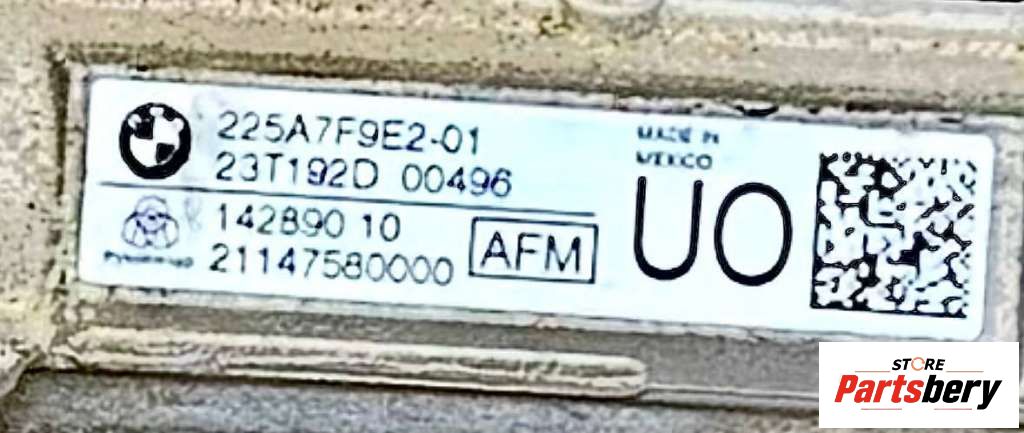 225A7F9E2-01
23T192D 00496
142890 10
21147580000
AFM
MADE IN
MEXICO
UO
STORE
Partsbery